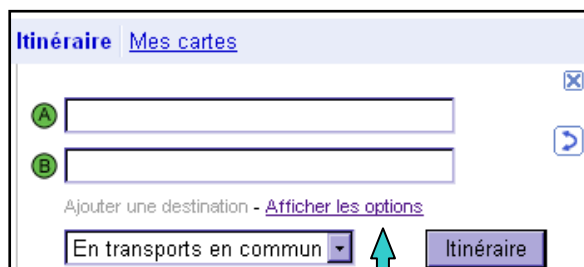 Itinéraire Mes cartes
A
B
Ajouter une destination - Afficher les options
En transports en commun Itinéraire